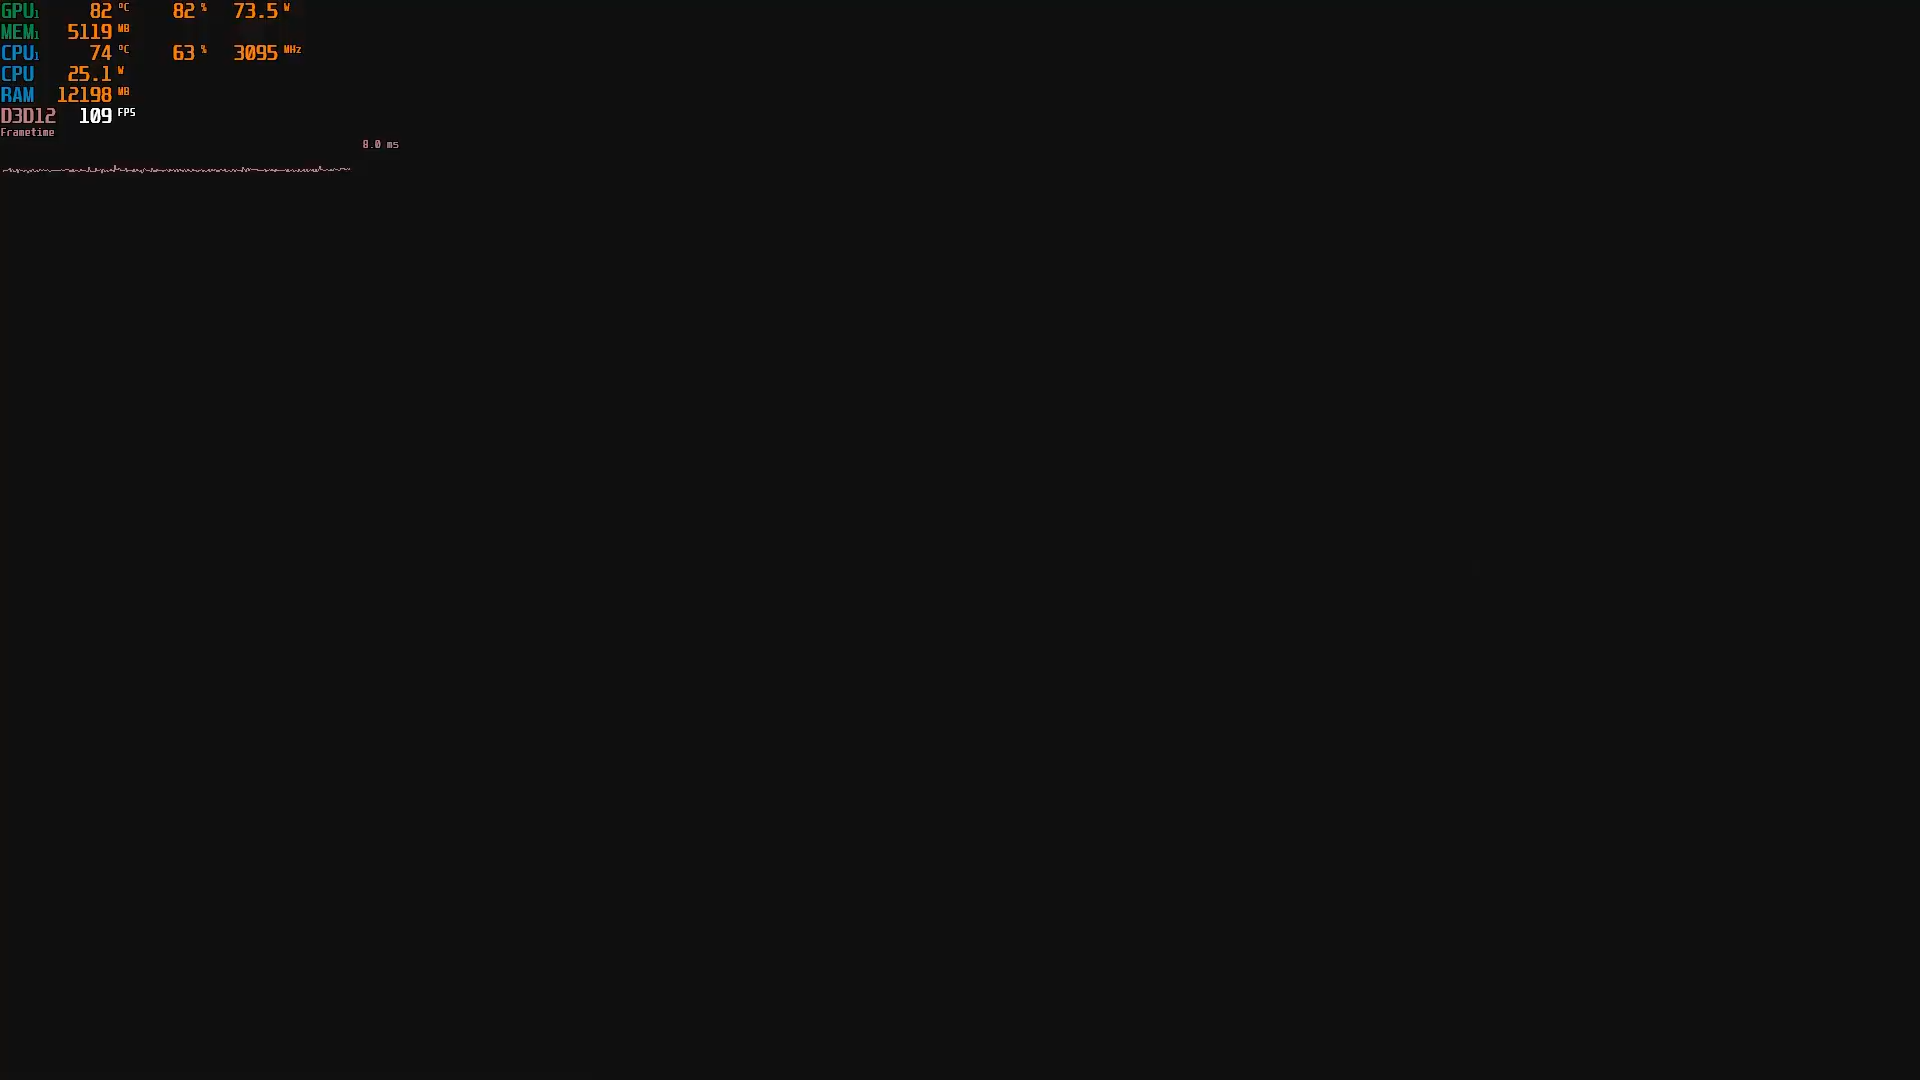 GPU1 82 °C 82 % 73.5 W
MEM1 5119 MB
CPU1 74 °C 63 % 3095 MHz
CPU 25.1 W
RAM 12198 MB
D3D12 109 FPS
Frametime
8.0 ms